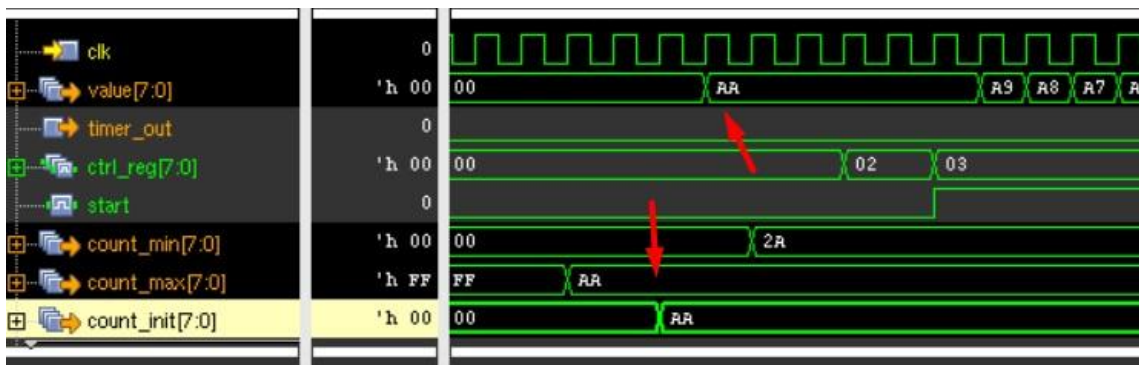 clk 0
value[7:0] 'h 00 00 AA A9 A8 A7 A
timer_out 0
ctrl_reg[7:0] 'h 00 00 02 03
start 0
count_min[7:0] 'h 00 00 2A
count_max[7:0] 'h FF FF AA
count_init[7:0] 'h 00 00 AA